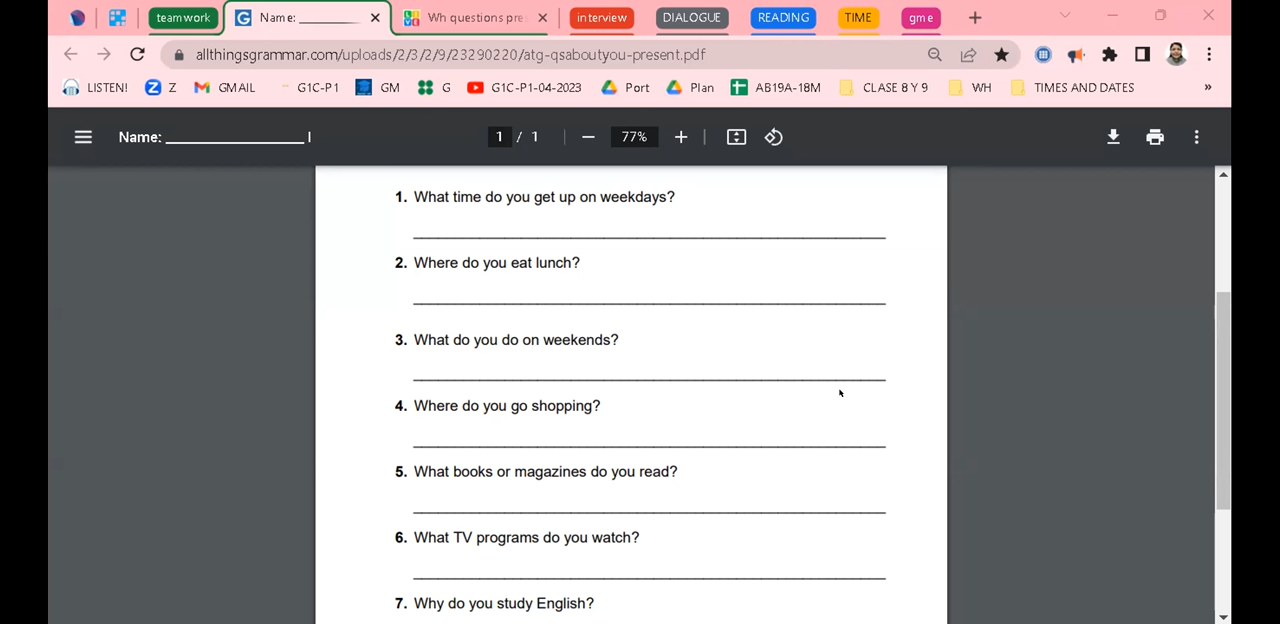 teamwork
Name: ________
Wh questions pre
interview
DIALOGUE
READING
TIME
gme
allthingsgrammar.com/uploads/2/3/2/9/23290220/atg-qsaboutyou-present.pdf
LISTEN!
Z
GMAIL
G1C-P1
GM
G
G1C-P1-04-2023
Port
Plan
AB19A-18M
CLASE 8 Y 9
WH
TIMES AND DATES
»
Name: __________________ I
1 / 1
77%
1. What time do you get up on weekdays?
2. Where do you eat lunch?
3. What do you do on weekends?
4. Where do you go shopping?
5. What books or magazines do you read?
6. What TV programs do you watch?
7. Why do you study English?